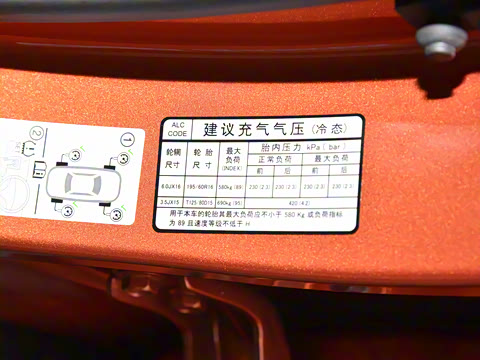 ALC CODE
建议充气气压 (冷态)
轮辋尺寸 轮胎尺寸 最大负荷 (INDEX) 胎内压力 kPa (bar)
正常负荷 最大负荷
前 后 前 后
6.0JX16 195/60R16 580kg (89) 230 (2.3) 230 (2.3) 230 (2.3) 230 (2.3)
3.5JX15 T125/80D15 690kg (95) 420 (4.2)
用于本车的轮胎其最大负荷应不小于 580 Kg 或负荷指标
为 89 且速度等级不低于 H
1
2